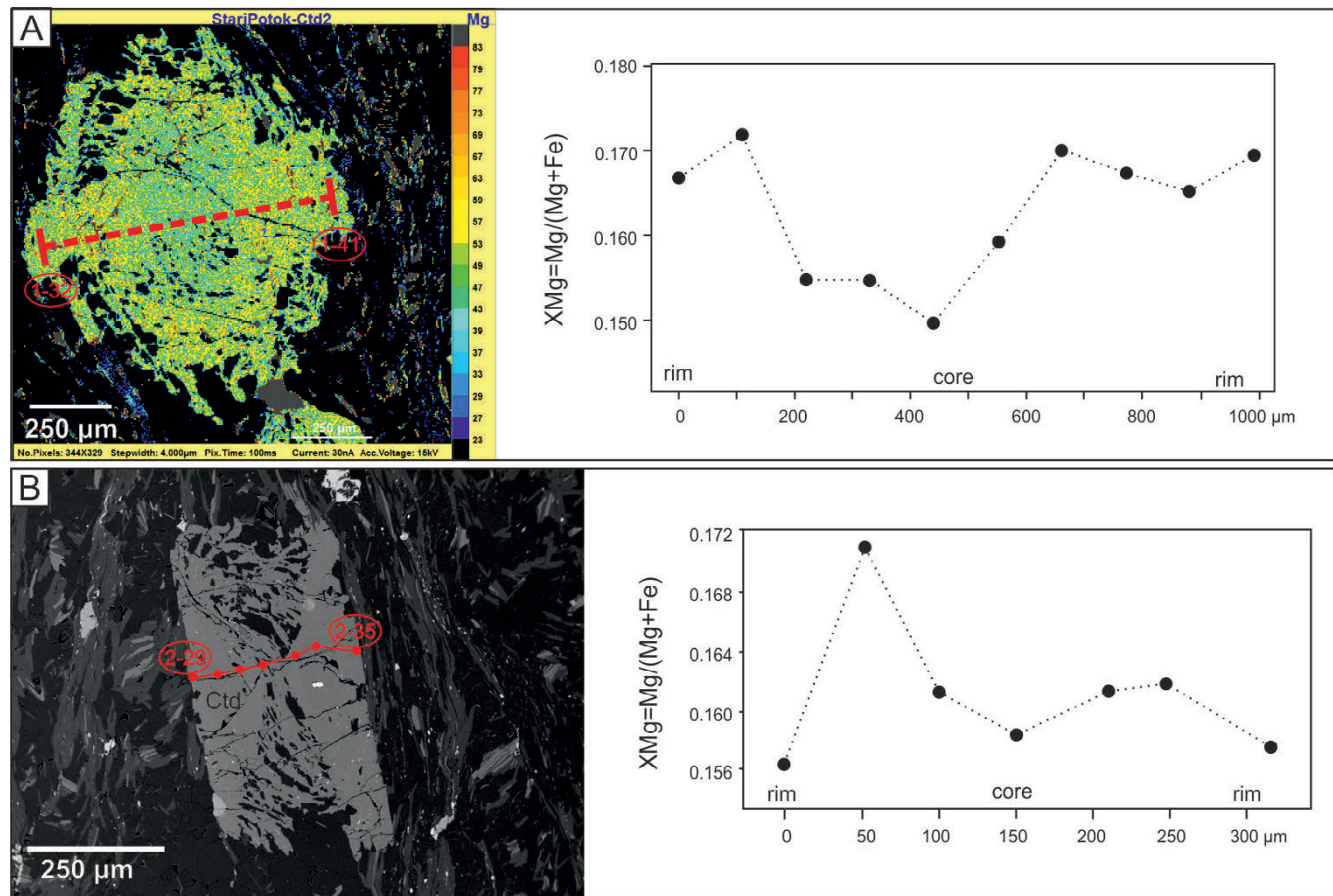 A
StariPotok-Ctd2
Mg
83
79
77
73
69
67
63
59
57
53
49
47
43
39
37
33
29
27
23
1-32
1-41
250 µm
250 µm
No.Pixels: 344X329 Stepwidth: 4.000µm Pix.Time: 100ms Current: 30nA Acc.Voltage: 15kV
XMg=Mg/(Mg+Fe)
0.180
0.170
0.160
0.150
rim
core
rim
0
200
400
600
800
1000 µm
B
2-29
2-35
Ctd
250 µm
XMg=Mg/(Mg+Fe)
0.172
0.168
0.164
0.160
0.156
rim
core
rim
0
50
100
150
200
250
300 µm